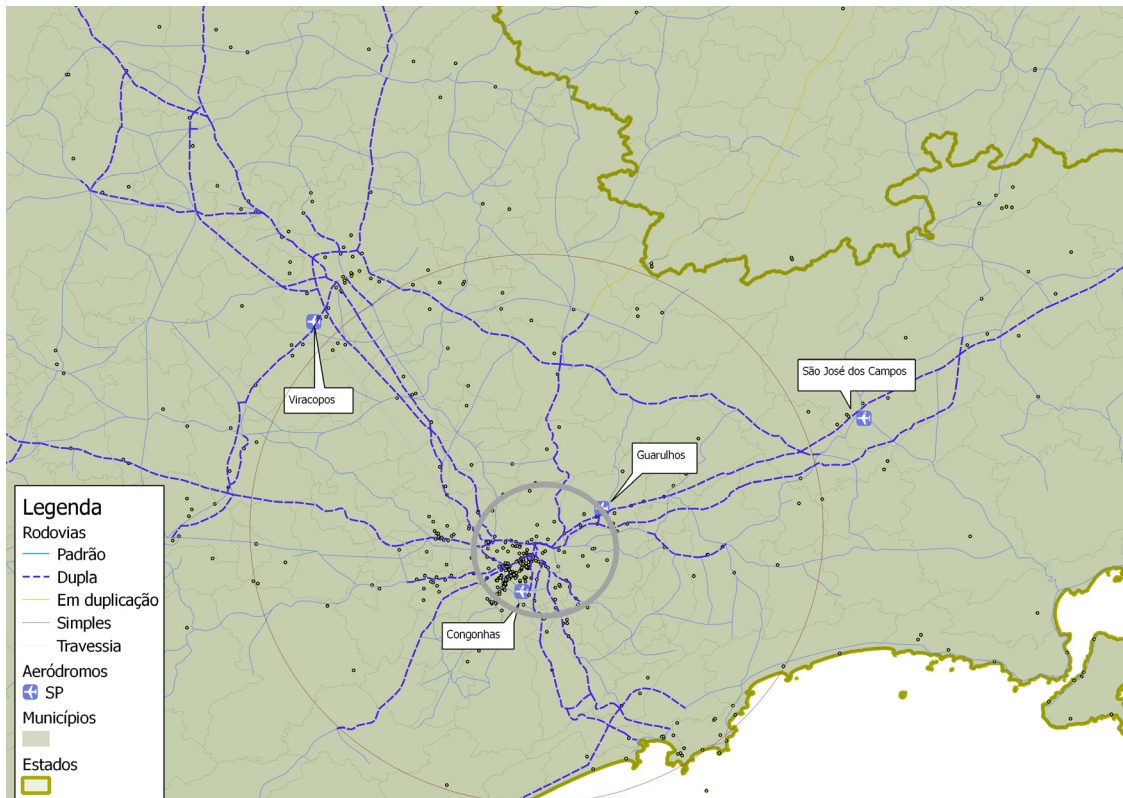 São José dos Campos
Viracopos
Guarulhos
Congonhas
Legenda
Rodovias
Padrão
Dupla
Em duplicação
Simples
Travessia
Aeródromos
SP
Municípios
Estados